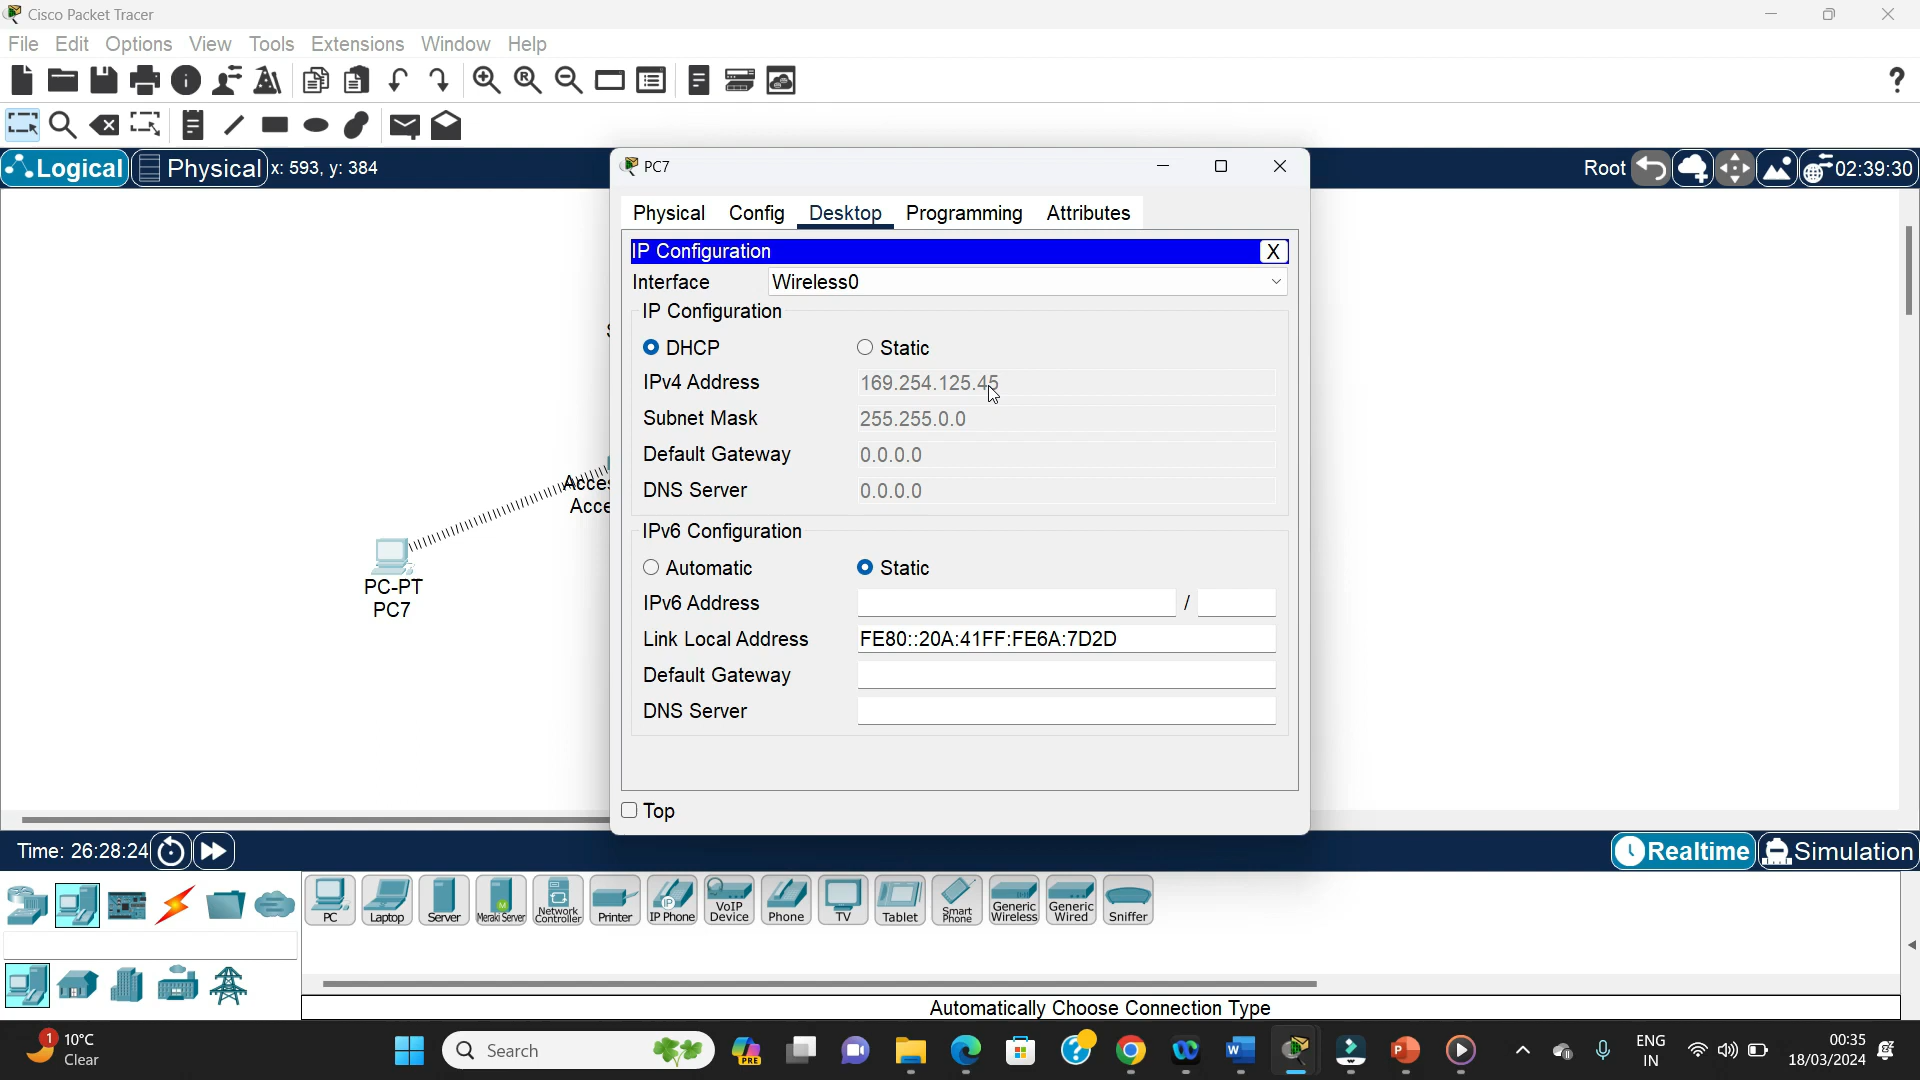 Cisco Packet Tracer
File Edit Options View Tools Extensions Window Help
Logical Physical x: 593, y: 384
Root 02:39:30
PC7
Physical Config Desktop Programming Attributes
IP Configuration X
Interface Wireless0
IP Configuration
DHCP Static
IPv4 Address 169.254.125.45
Subnet Mask 255.255.0.0
Default Gateway 0.0.0.0
DNS Server 0.0.0.0
IPv6 Configuration
Automatic Static
IPv6 Address /
Link Local Address FE80::20A:41FF:FE6A:7D2D
Default Gateway
DNS Server
Top
Acces
Acce
PC-PT
PC7
Time: 26:28:24
Realtime Simulation
PC Laptop Server Meraki Server Network Controller Printer IP Phone VoIP Device Phone TV Tablet Smart Phone Generic Wireless Generic Wired Sniffer
Automatically Choose Connection Type
1 10°C
Clear
Search
PRE
ENG
IN
00:35
18/03/2024